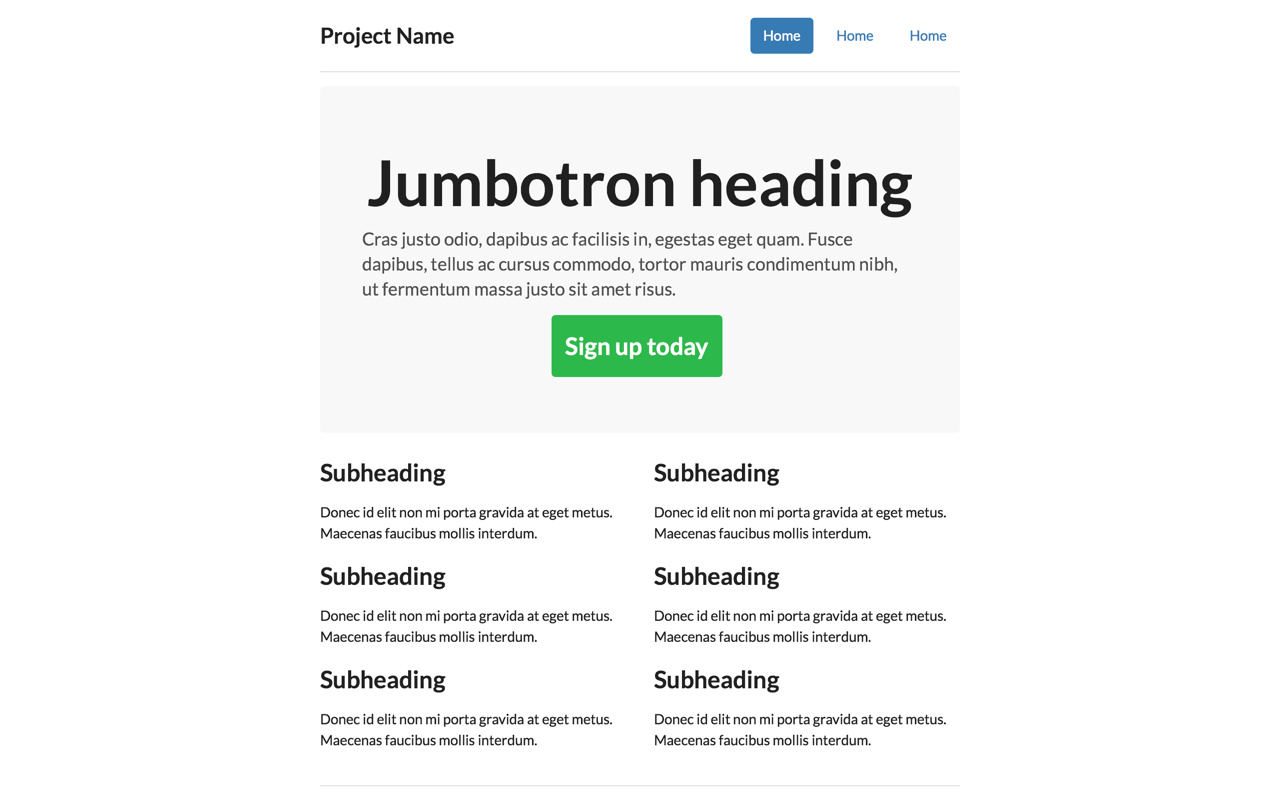 Project Name
Home Home Home
Jumbotron heading
Cras justo odio, dapibus ac facilisis in, egestas eget quam. Fusce
dapibus, tellus ac cursus commodo, tortor mauris condimentum nibh,
ut fermentum massa justo sit amet risus.
Sign up today
Subheading
Donec id elit non mi porta gravida at eget metus.
Maecenas faucibus mollis interdum.
Subheading
Donec id elit non mi porta gravida at eget metus.
Maecenas faucibus mollis interdum.
Subheading
Donec id elit non mi porta gravida at eget metus.
Maecenas faucibus mollis interdum.
Subheading
Donec id elit non mi porta gravida at eget metus.
Maecenas faucibus mollis interdum.
Subheading
Donec id elit non mi porta gravida at eget metus.
Maecenas faucibus mollis interdum.
Subheading
Donec id elit non mi porta gravida at eget metus.
Maecenas faucibus mollis interdum.